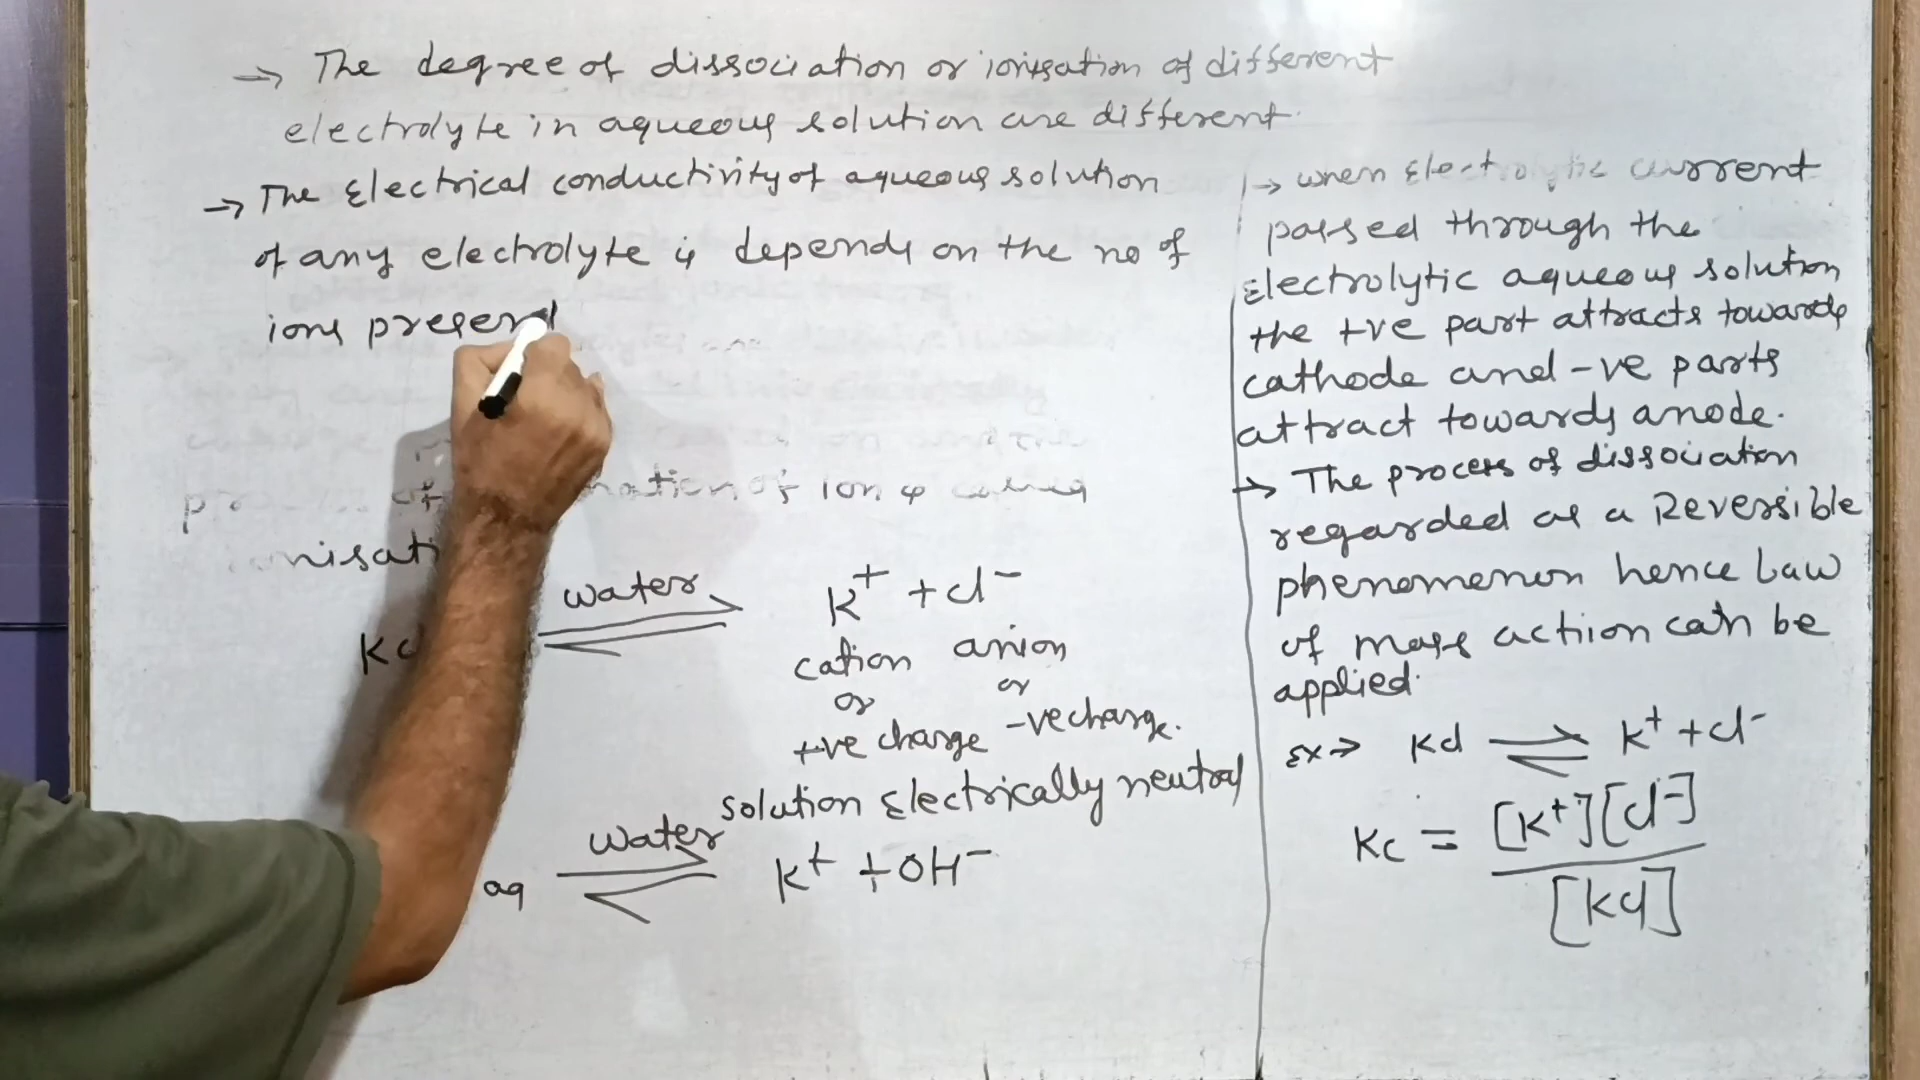 → The degree of dissociation or ionisation of different
electrolyte in aqueous solution are different.
→ The Electrical conductivity of aqueous solution
of any electrolyte is depends on the no of
ions present
of ion is called
water
K⁺ + Cl⁻
cation anion
or or
+ve charge -ve charge.
solution Electrically neutral
water
aq ⇌ K⁺ + OH⁻
→ when Electrolytic current
passed through the
Electrolytic aqueous solution
the +ve part attracts towards
cathode and -ve parts
attract towards anode.
→ The process of dissociation
regarded as a Reversible
phenomenon hence Law
of mass action can be
applied.
Ex → KCl ⇌ K⁺ + Cl⁻
Kc = [K⁺][Cl⁻]
[KCl]